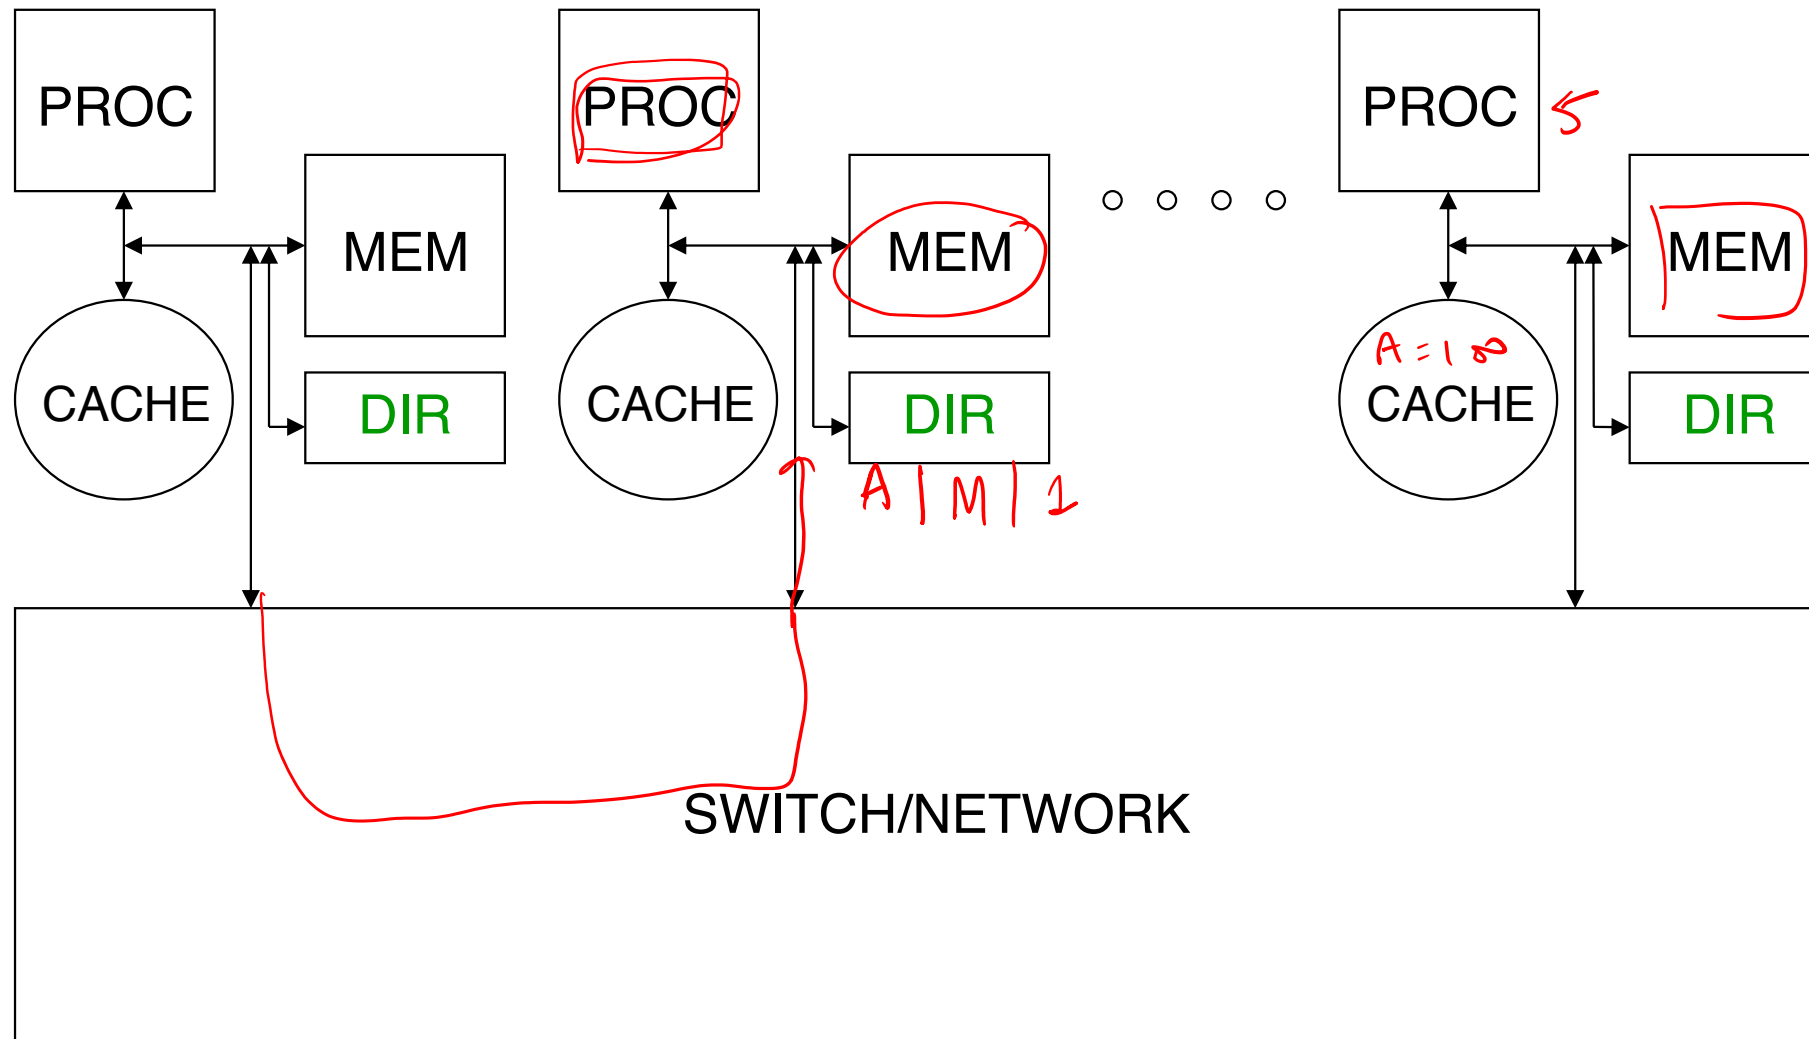 PROC PROC PROC 5
MEM MEM MEM
A = 1
CACHE CACHE CACHE
DIR DIR DIR
A | M | 1
SWITCH/NETWORK